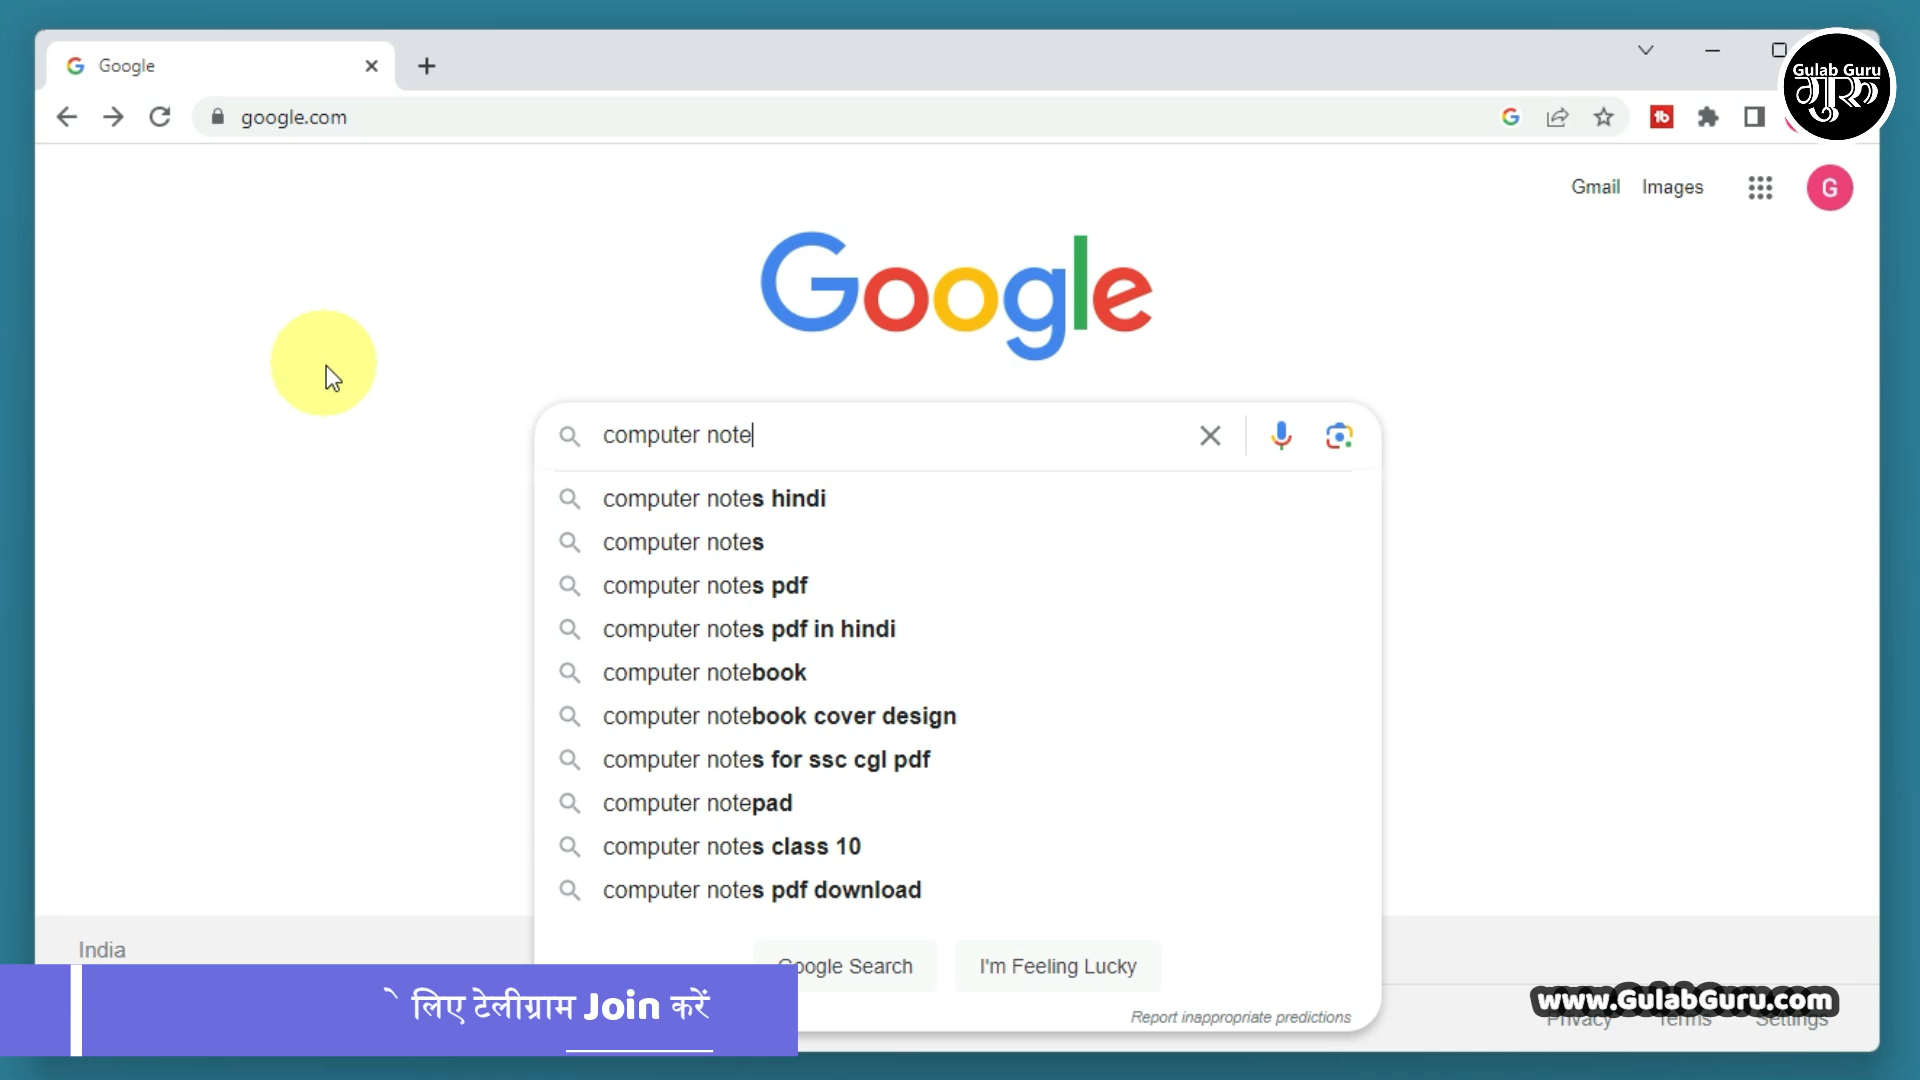 Google
Gulab Guru
गुरू
google.com
Gmail
Images
G
Google
computer note
computer notes hindi
computer notes
computer notes pdf
computer notes pdf in hindi
computer notebook
computer notebook cover design
computer notes for ssc cgl pdf
computer notepad
computer notes class 10
computer notes pdf download
India
Google Search
I'm Feeling Lucky
लिए टेलीग्राम Join करें
Report inappropriate predictions
www.GulabGuru.com
Privacy
Terms
Settings